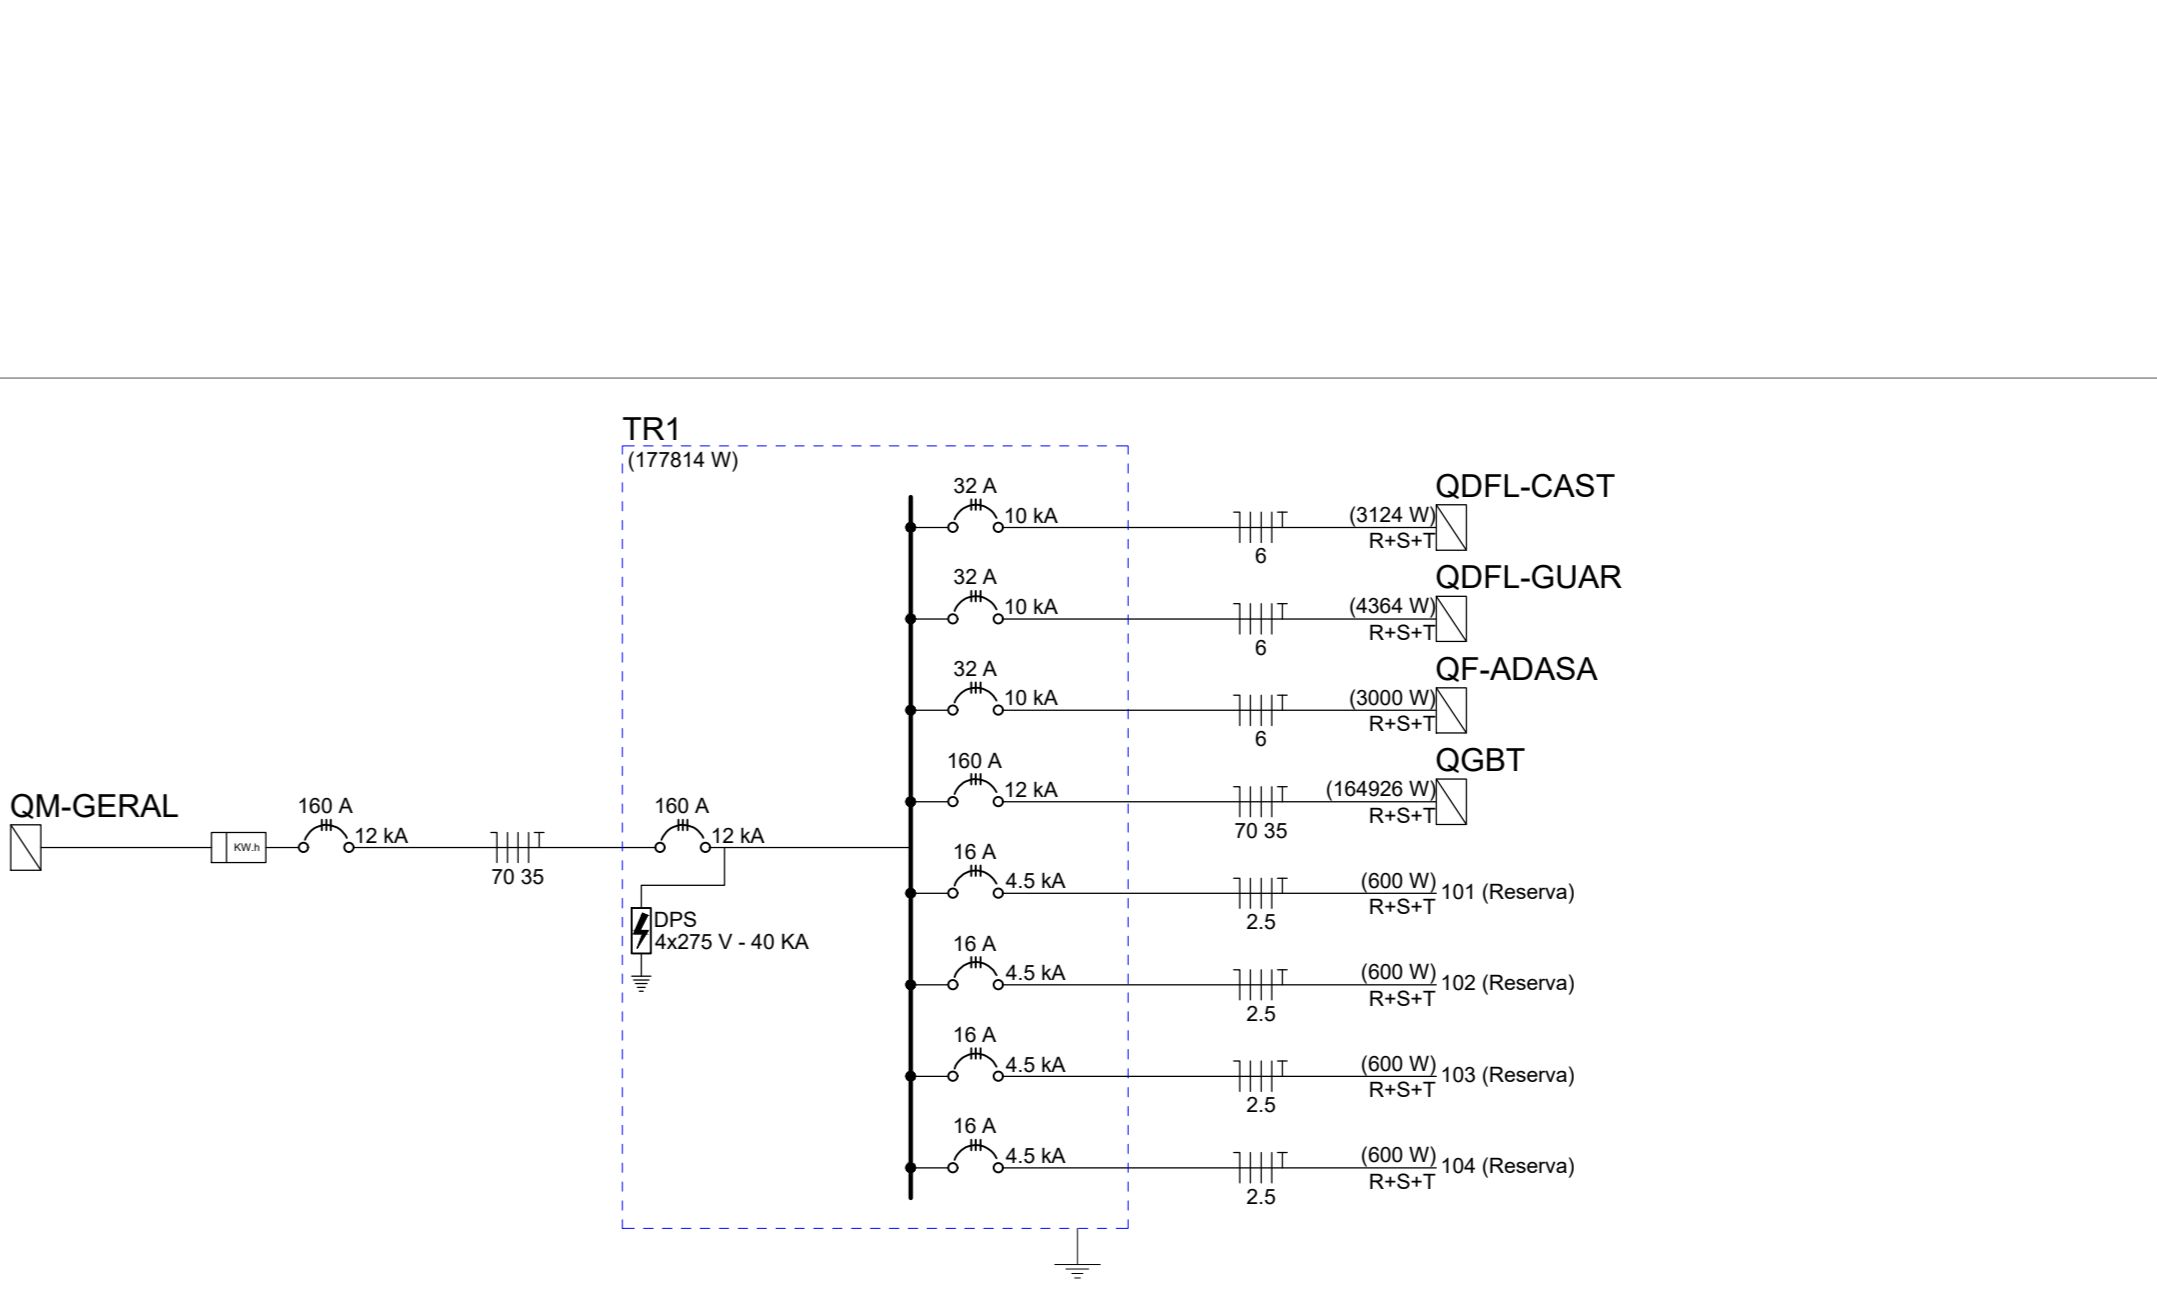 TR1
(177814 W)
32 A
10 kA
6
(3124 W)
R+S+T
QDFL-CAST
32 A
10 kA
6
(4364 W)
R+S+T
QDFL-GUAR
32 A
10 kA
6
(3000 W)
R+S+T
QF-ADASA
160 A
12 kA
70 35
(164926 W)
R+S+T
QGBT
QM-GERAL
KW.h
160 A
12 kA
70 35
160 A
12 kA
DPS
4x275 V - 40 KA
16 A
4.5 kA
2.5
(600 W)
R+S+T
101 (Reserva)
16 A
4.5 kA
2.5
(600 W)
R+S+T
102 (Reserva)
16 A
4.5 kA
2.5
(600 W)
R+S+T
103 (Reserva)
16 A
4.5 kA
2.5
(600 W)
R+S+T
104 (Reserva)